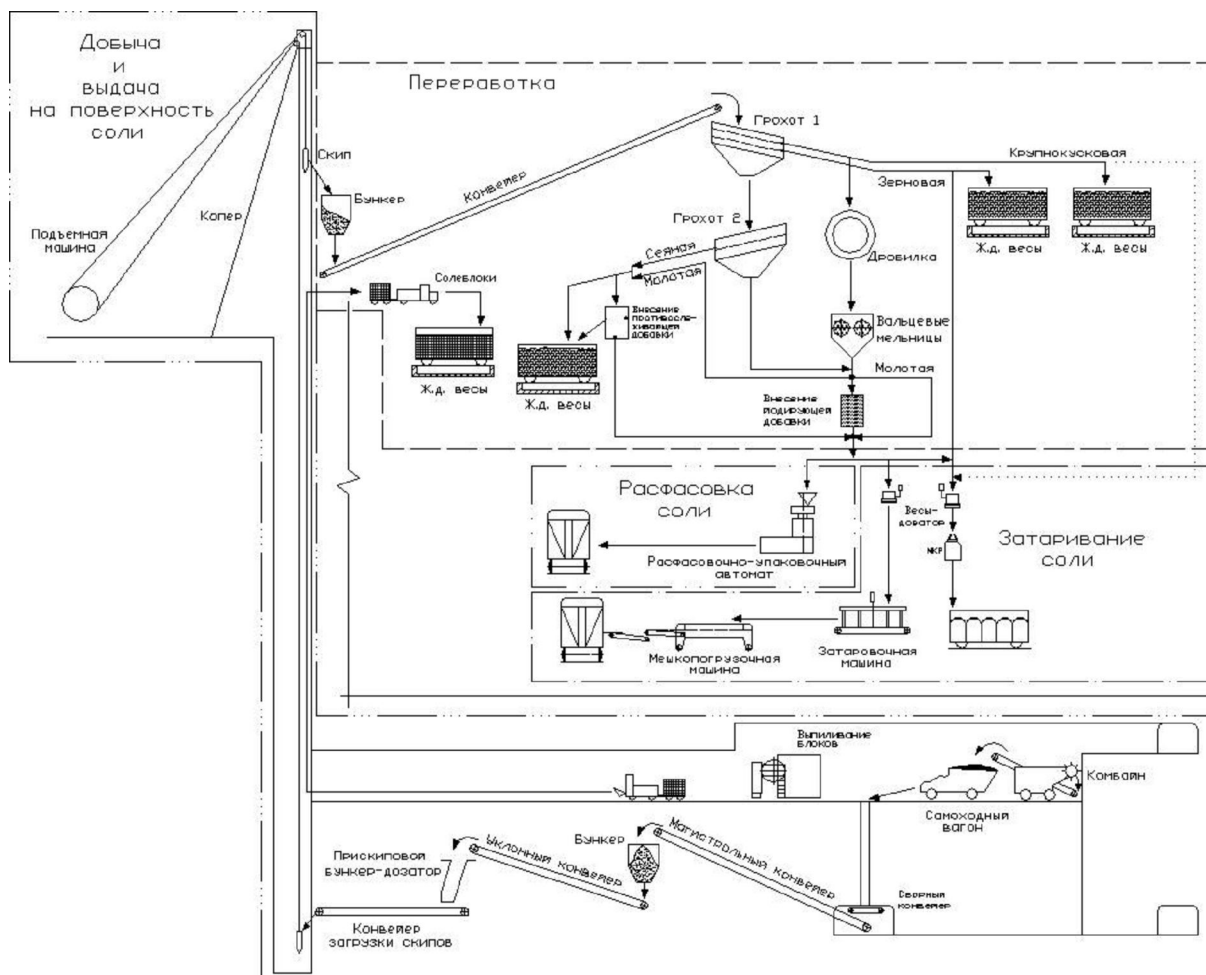 Добыча
и
выдача
на поверхность
соли
Переработка
Скип
Бункер
Конвейер
Копер
Подъемная
машина
Грохот 1
Крупнокусковая
Зерновая
Ж.д. весы
Ж.д. весы
Грохот 2
Сеяная
Молотая
Дробилка
Солеблоки
Внесение
противосле-
живающей
добавки
Вальцевые
мельницы
Молотая
Ж.д. весы
Ж.д. весы
Внесение
йодирующей
добавки
Расфасовка
соли
Расфасовочно-упаковочный
автомат
Весы-
дозатор
МКР
Затаривание
соли
Мешкопогрузочная
машина
Затаровочная
машина
Выпиливание
блоков
Комбайн
Самоходный
вагон
Бункер
Магистральный конвейер
Уклонный конвейер
Прискиповой
бункер-дозатор
Сборный
конвейер
Конвейер
загрузки скипов